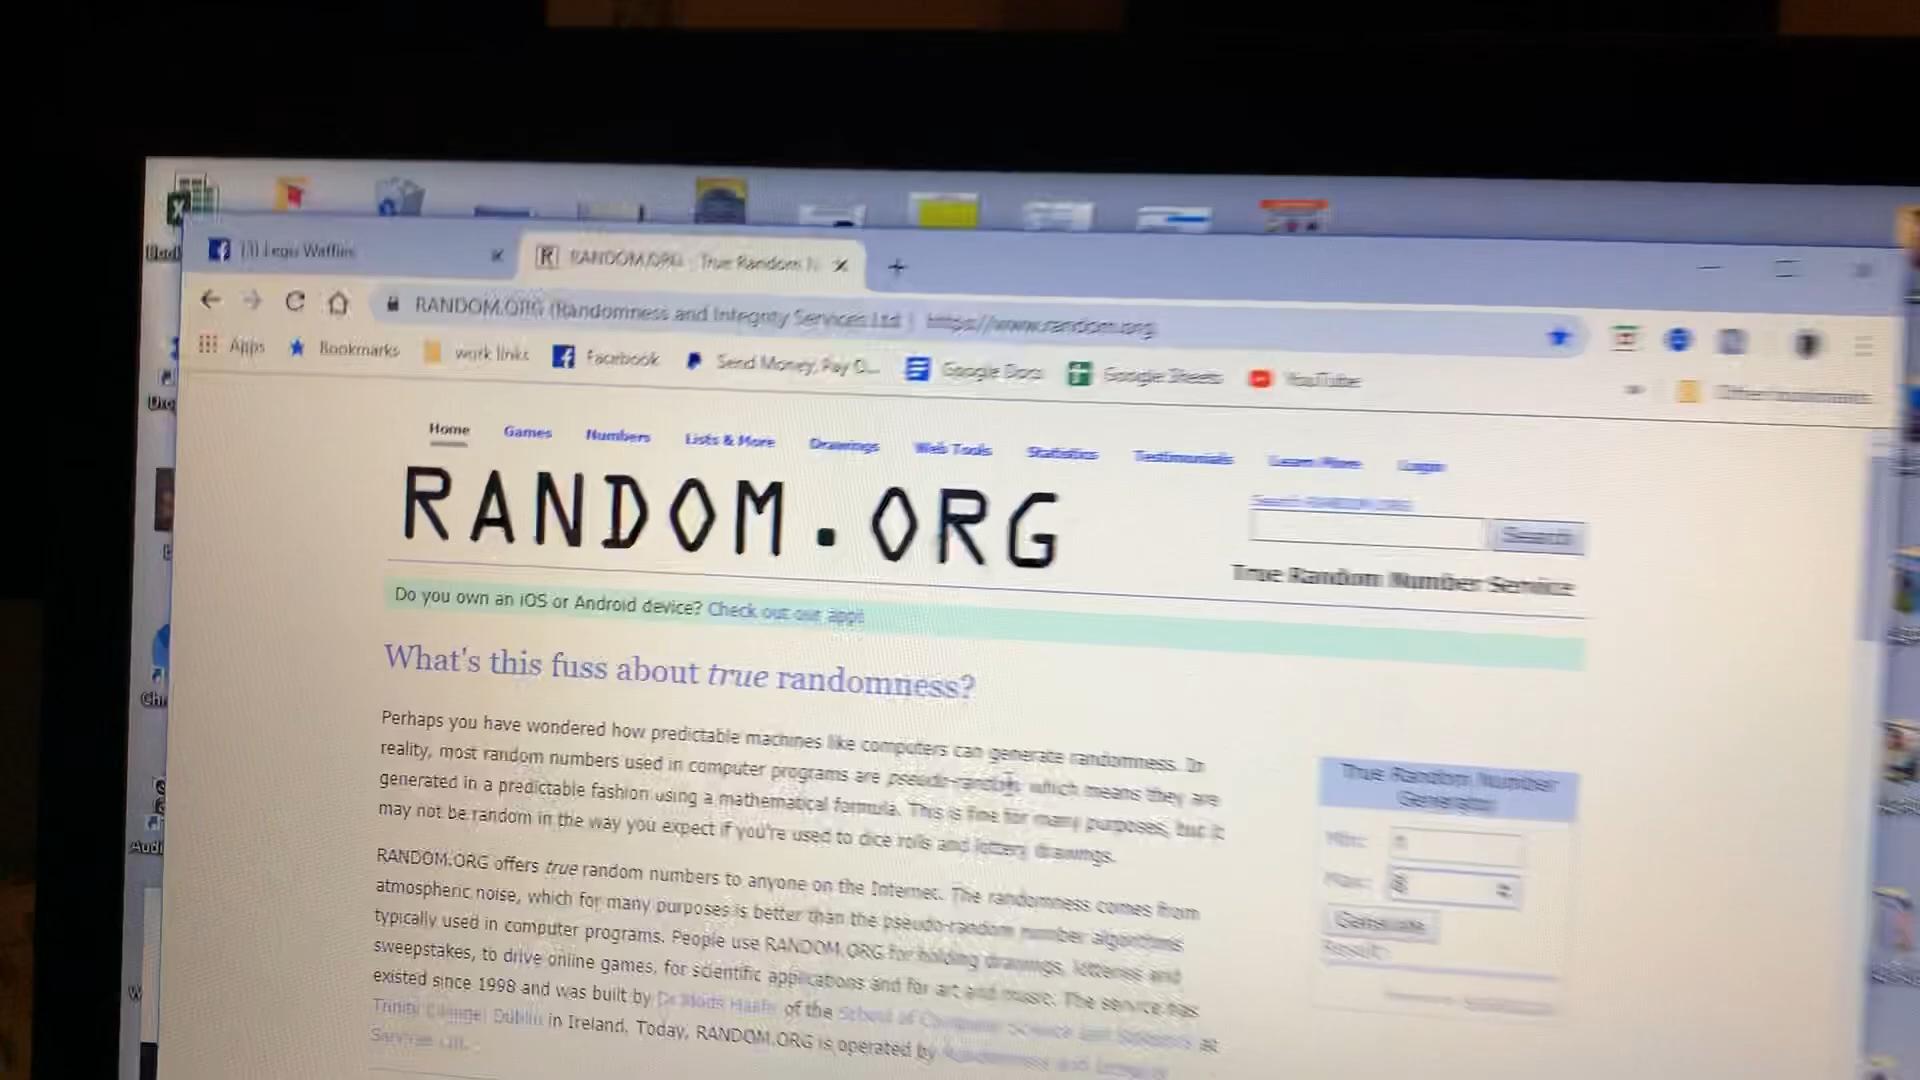 RANDOM.ORG - True Random N
RANDOM.ORG (Randomness and Integrity Services Ltd) | https://www.random.org
Apps Bookmarks work links Facebook Send Money, Pay O... Google Docs Google Sheets YouTube Other bookmarks
Home Games Numbers Lists & More Drawings Web Tools Statistics Testimonials Learn More Login
RANDOM.ORG
Search RANDOM.ORG
Search
True Random Number Service
Do you own an iOS or Android device? Check out our app!
What's this fuss about true randomness?
Perhaps you have wondered how predictable machines like computers can generate randomness. In
reality, most random numbers used in computer programs are pseudo-random, which means they are
generated in a predictable fashion using a mathematical formula. This is fine for many purposes, but it
may not be random in the way you expect if you're used to dice rolls and lottery drawings.
RANDOM.ORG offers true random numbers to anyone on the Internet. The randomness comes from
atmospheric noise, which for many purposes is better than the pseudo-random number algorithms
typically used in computer programs. People use RANDOM.ORG for holding drawings, lotteries and
sweepstakes, to drive online games, for scientific applications and for art and music. The service has
existed since 1998 and was built by Dr Mads Haahr of the School of Computer Science and Statistics at
Trinity College, Dublin in Ireland. Today, RANDOM.ORG is operated by Randomness and Integrity
Services Ltd.
True Random Number
Generator
Min:
Max:
Generate
Result: